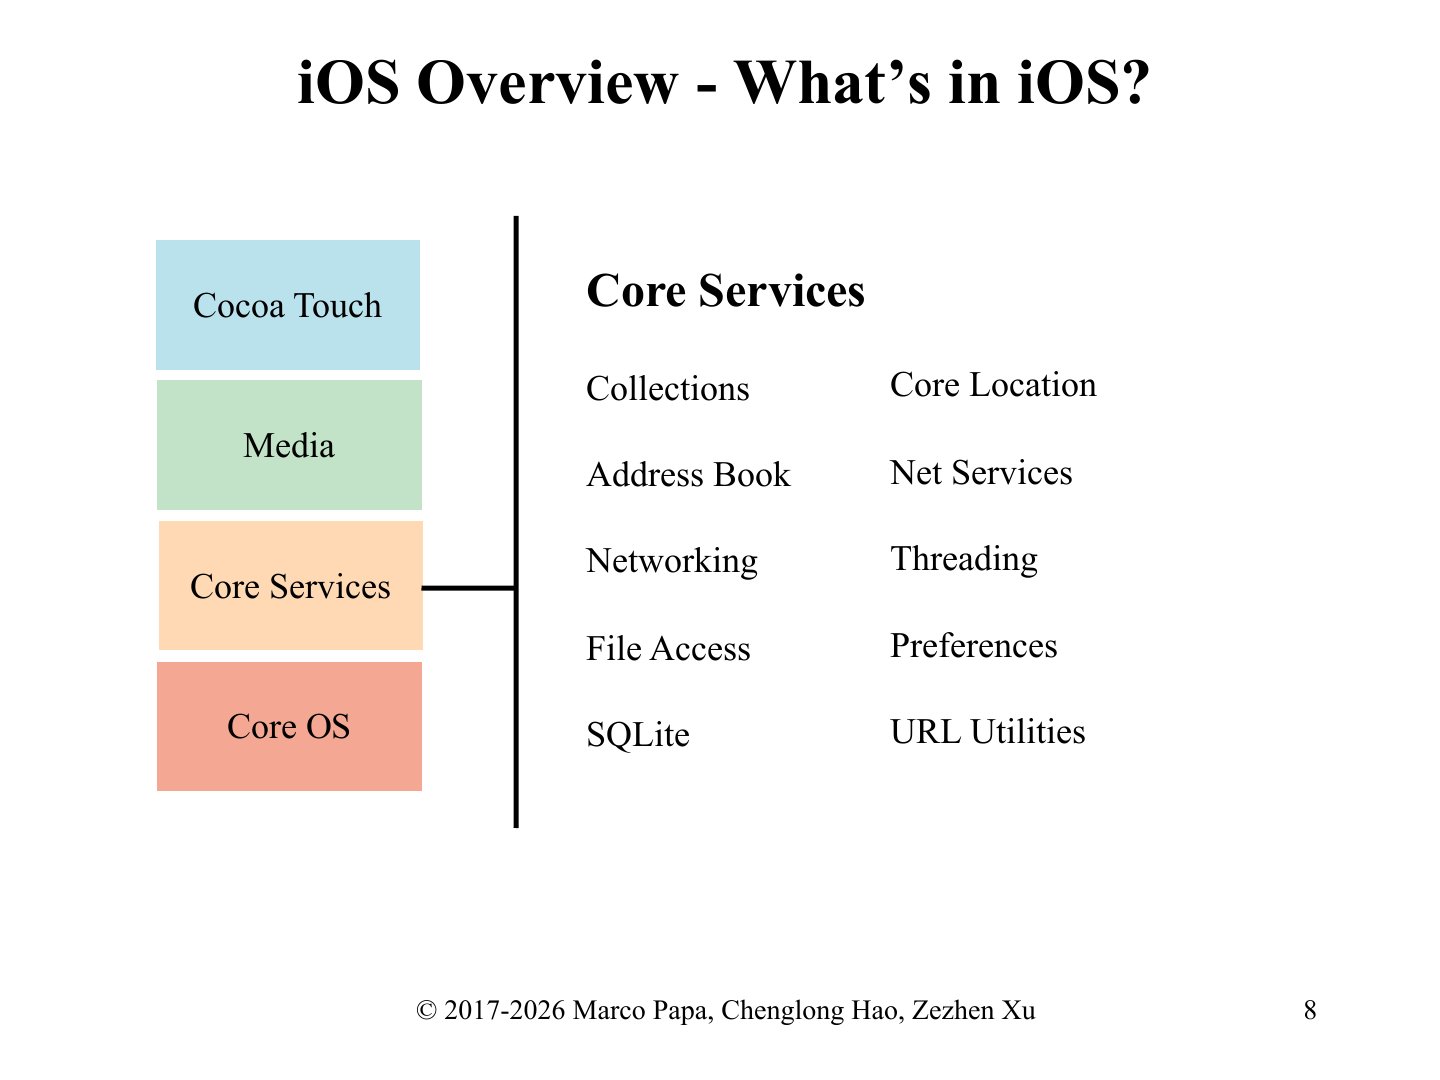 iOS Overview - What’s in iOS?
Cocoa Touch
Media
Core Services
Core OS
Core Services
Collections
Address Book
Networking
File Access
SQLite
Core Location
Net Services
Threading
Preferences
URL Utilities
© 2017-2026 Marco Papa, Chenglong Hao, Zezhen Xu
8